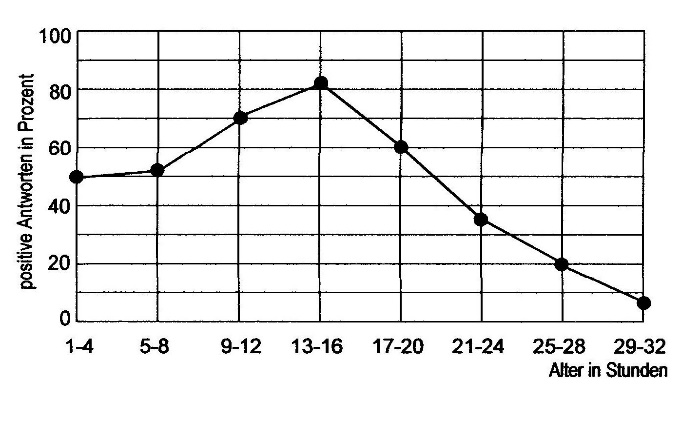 100
80
60
40
20
0
positive Antworten in Prozent
1-4 5-8 9-12 13-16 17-20 21-24 25-28 29-32
Alter in Stunden